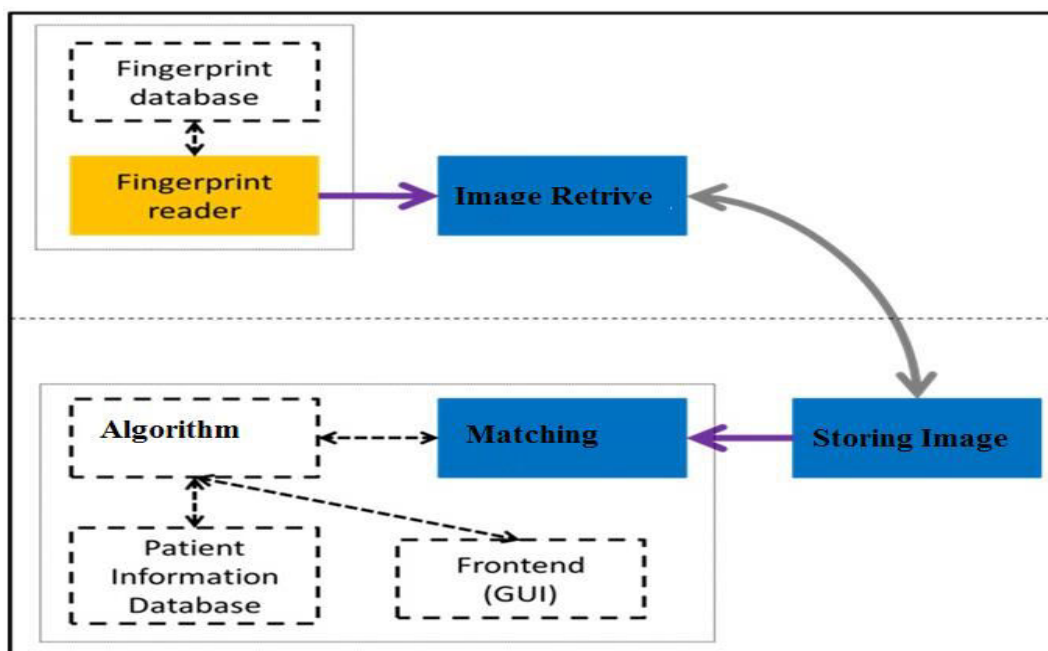 Fingerprint
database
Fingerprint
reader
Image Retrive
Algorithm
Matching
Storing Image
Patient
Information
Database
Frontend
(GUI)